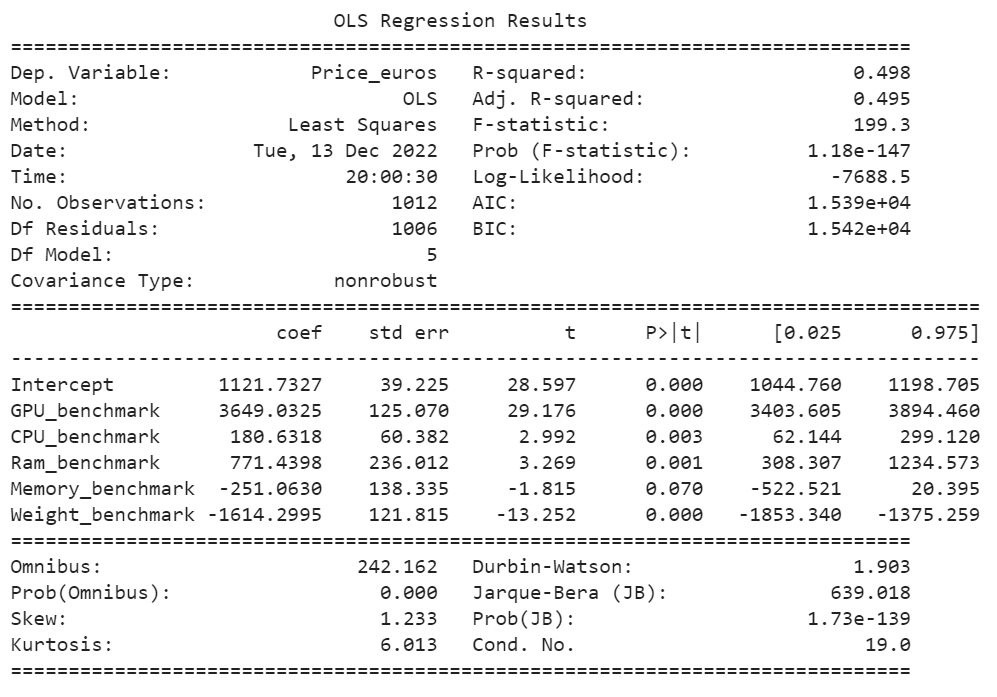 OLS Regression Results
==============================================================================
Dep. Variable:            Price_euros   R-squared:                       0.498
Model:                            OLS   Adj. R-squared:                  0.495
Method:                 Least Squares   F-statistic:                     199.3
Date:                Tue, 13 Dec 2022   Prob (F-statistic):          1.18e-147
Time:                        20:00:30   Log-Likelihood:                -7688.5
No. Observations:                1012   AIC:                         1.539e+04
Df Residuals:                    1006   BIC:                         1.542e+04
Df Model:                           5
Covariance Type:            nonrobust
====================================================================================
                       coef    std err          t      P>|t|      [0.025      0.975]
------------------------------------------------------------------------------------
Intercept         1121.7327     39.225     28.597      0.000    1044.760    1198.705
GPU_benchmark     3649.0325    125.070     29.176      0.000    3403.605    3894.460
CPU_benchmark      180.6318     60.382      2.992      0.003      62.144     299.120
Ram_benchmark      771.4398    236.012      3.269      0.001     308.307    1234.573
Memory_benchmark  -251.0630    138.335     -1.815      0.070    -522.521      20.395
Weight_benchmark -1614.2995    121.815    -13.252      0.000   -1853.340   -1375.259
==============================================================================
Omnibus:                      242.162   Durbin-Watson:                   1.903
Prob(Omnibus):                  0.000   Jarque-Bera (JB):              639.018
Skew:                           1.233   Prob(JB):                    1.73e-139
Kurtosis:                       6.013   Cond. No.                         19.0
==============================================================================